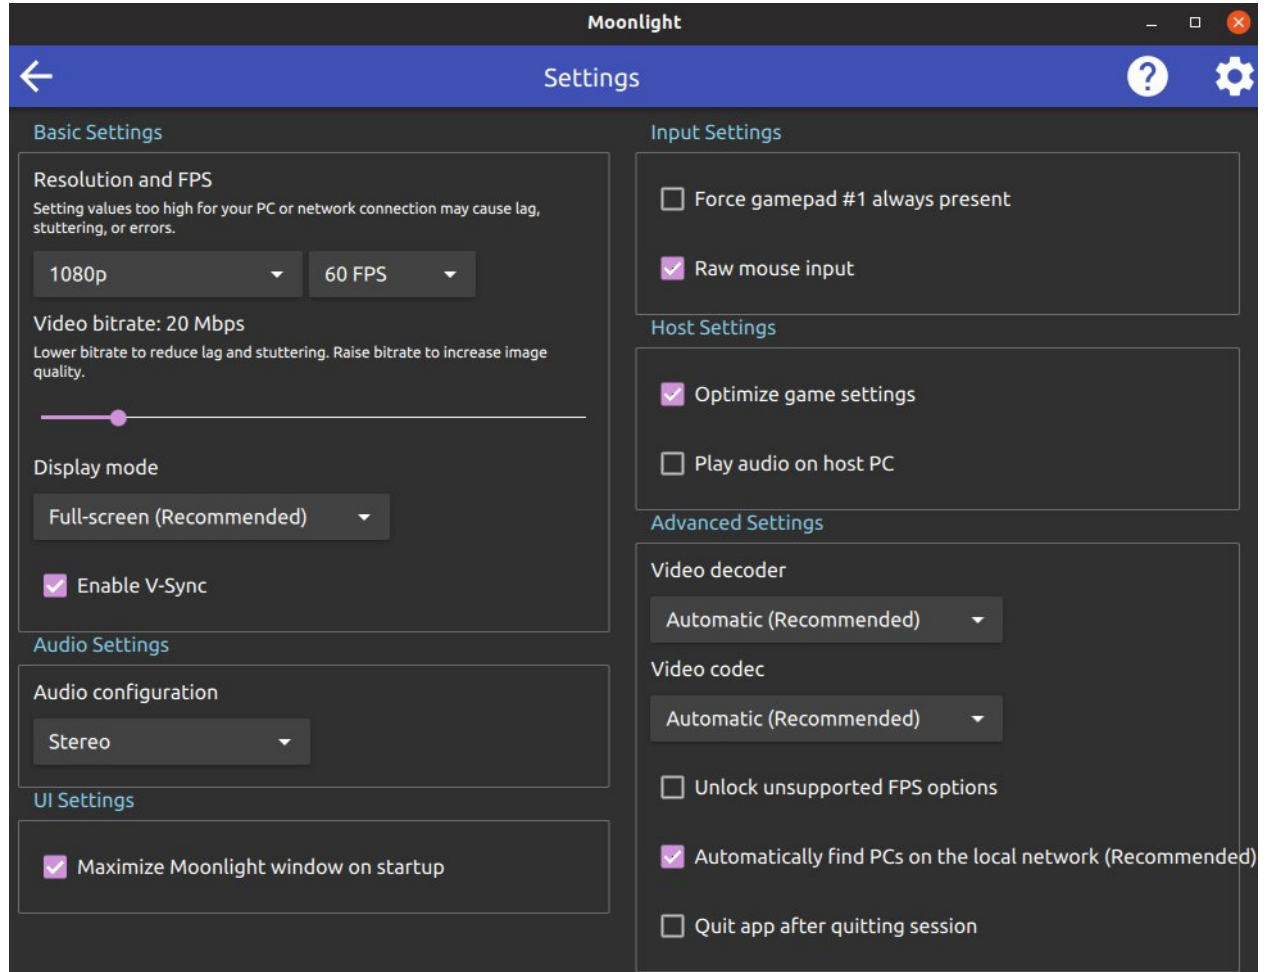 Moonlight
Settings
Basic Settings
Resolution and FPS
Setting values too high for your PC or network connection may cause lag,
stuttering, or errors.
1080p
60 FPS
Video bitrate: 20 Mbps
Lower bitrate to reduce lag and stuttering. Raise bitrate to increase image
quality.
Display mode
Full-screen (Recommended)
Enable V-Sync
Audio Settings
Audio configuration
Stereo
UI Settings
Maximize Moonlight window on startup
Input Settings
Force gamepad #1 always present
Raw mouse input
Host Settings
Optimize game settings
Play audio on host PC
Advanced Settings
Video decoder
Automatic (Recommended)
Video codec
Automatic (Recommended)
Unlock unsupported FPS options
Automatically find PCs on the local network (Recommended)
Quit app after quitting session